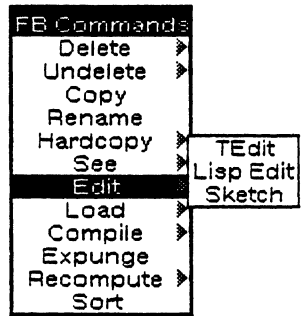 FB Commands
Delete
Undelete
Copy
Rename
Hardcopy
See
Edit
Load
Compile
Expunge
Recompute
Sort
TEdit
Lisp Edit
Sketch